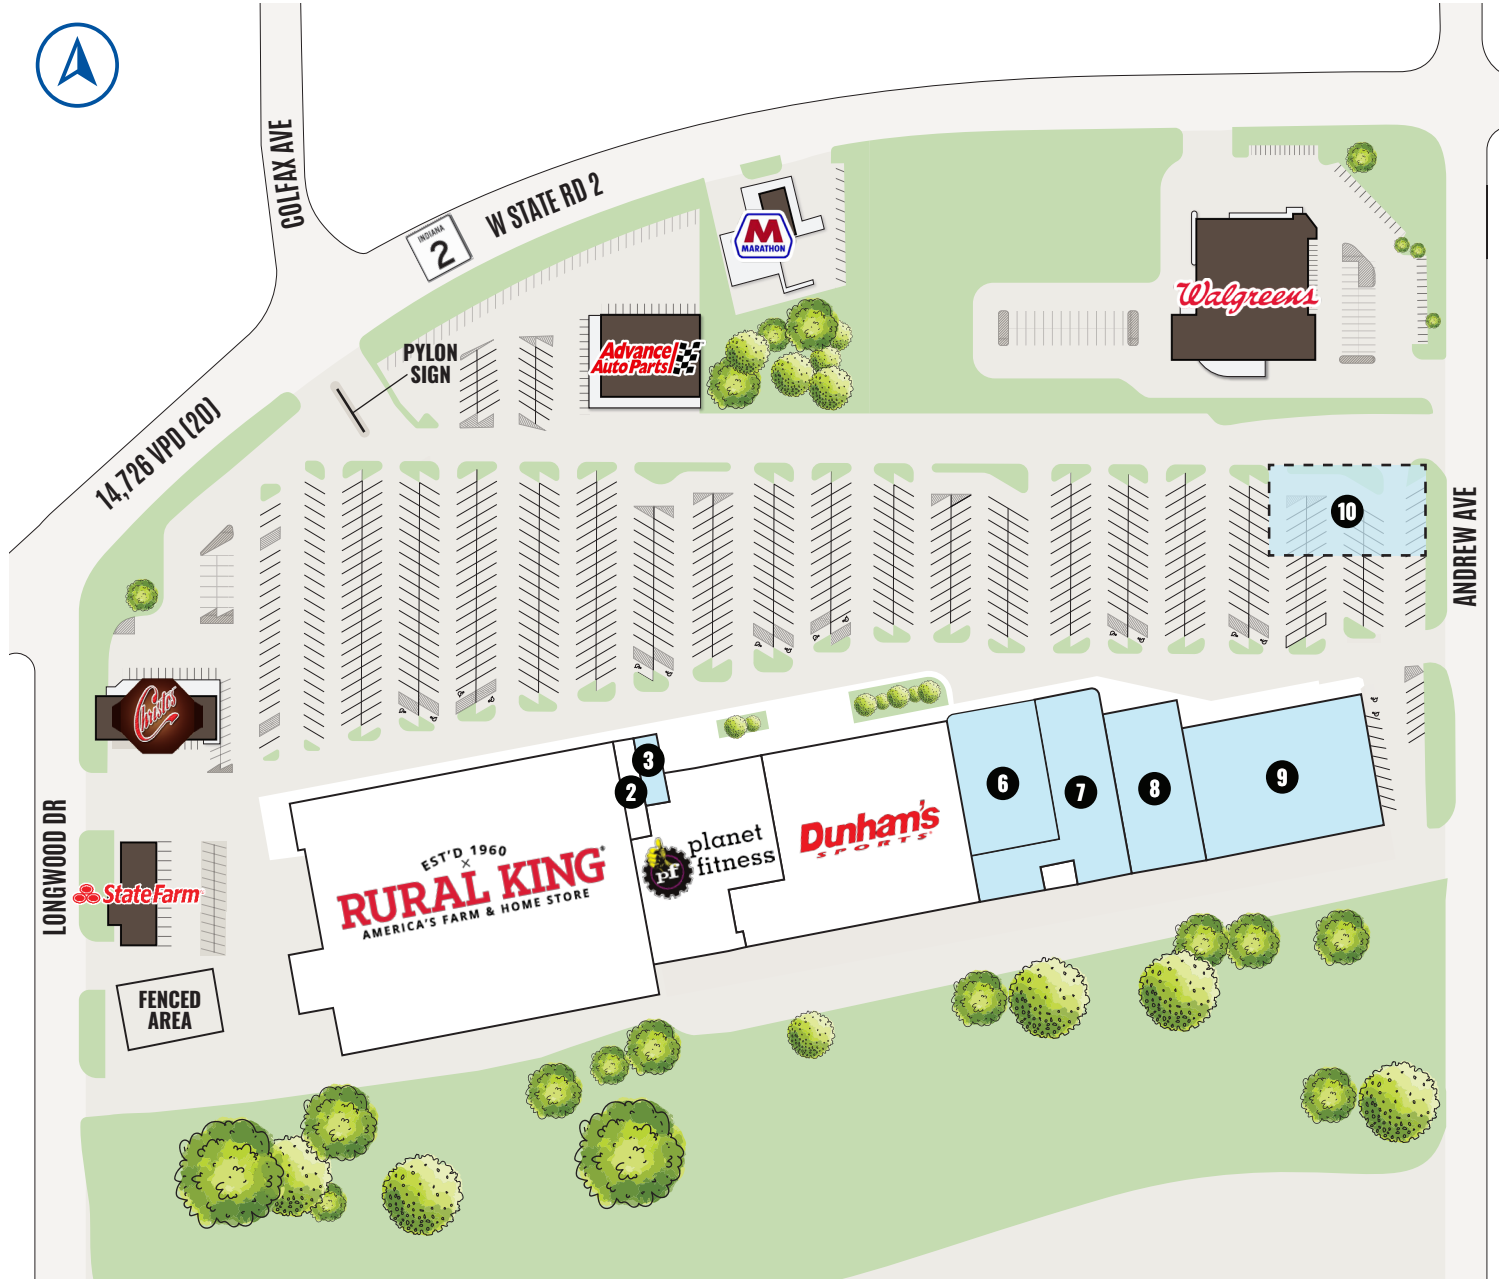 COLFAX AVE
W STATE RD 2
INDIANA
2
M
MARATHON
Walgreens
PYLON
SIGN
Advance
Auto Parts
14,726 VPD (20)
10
ANDREW AVE
Christo's
3
2
6
7
8
9
EST'D 1960
RURAL KING®
AMERICA'S FARM & HOME STORE
pf
planet
fitness
Dunham's
SPORTS
LONGWOOD DR
StateFarm
FENCED
AREA